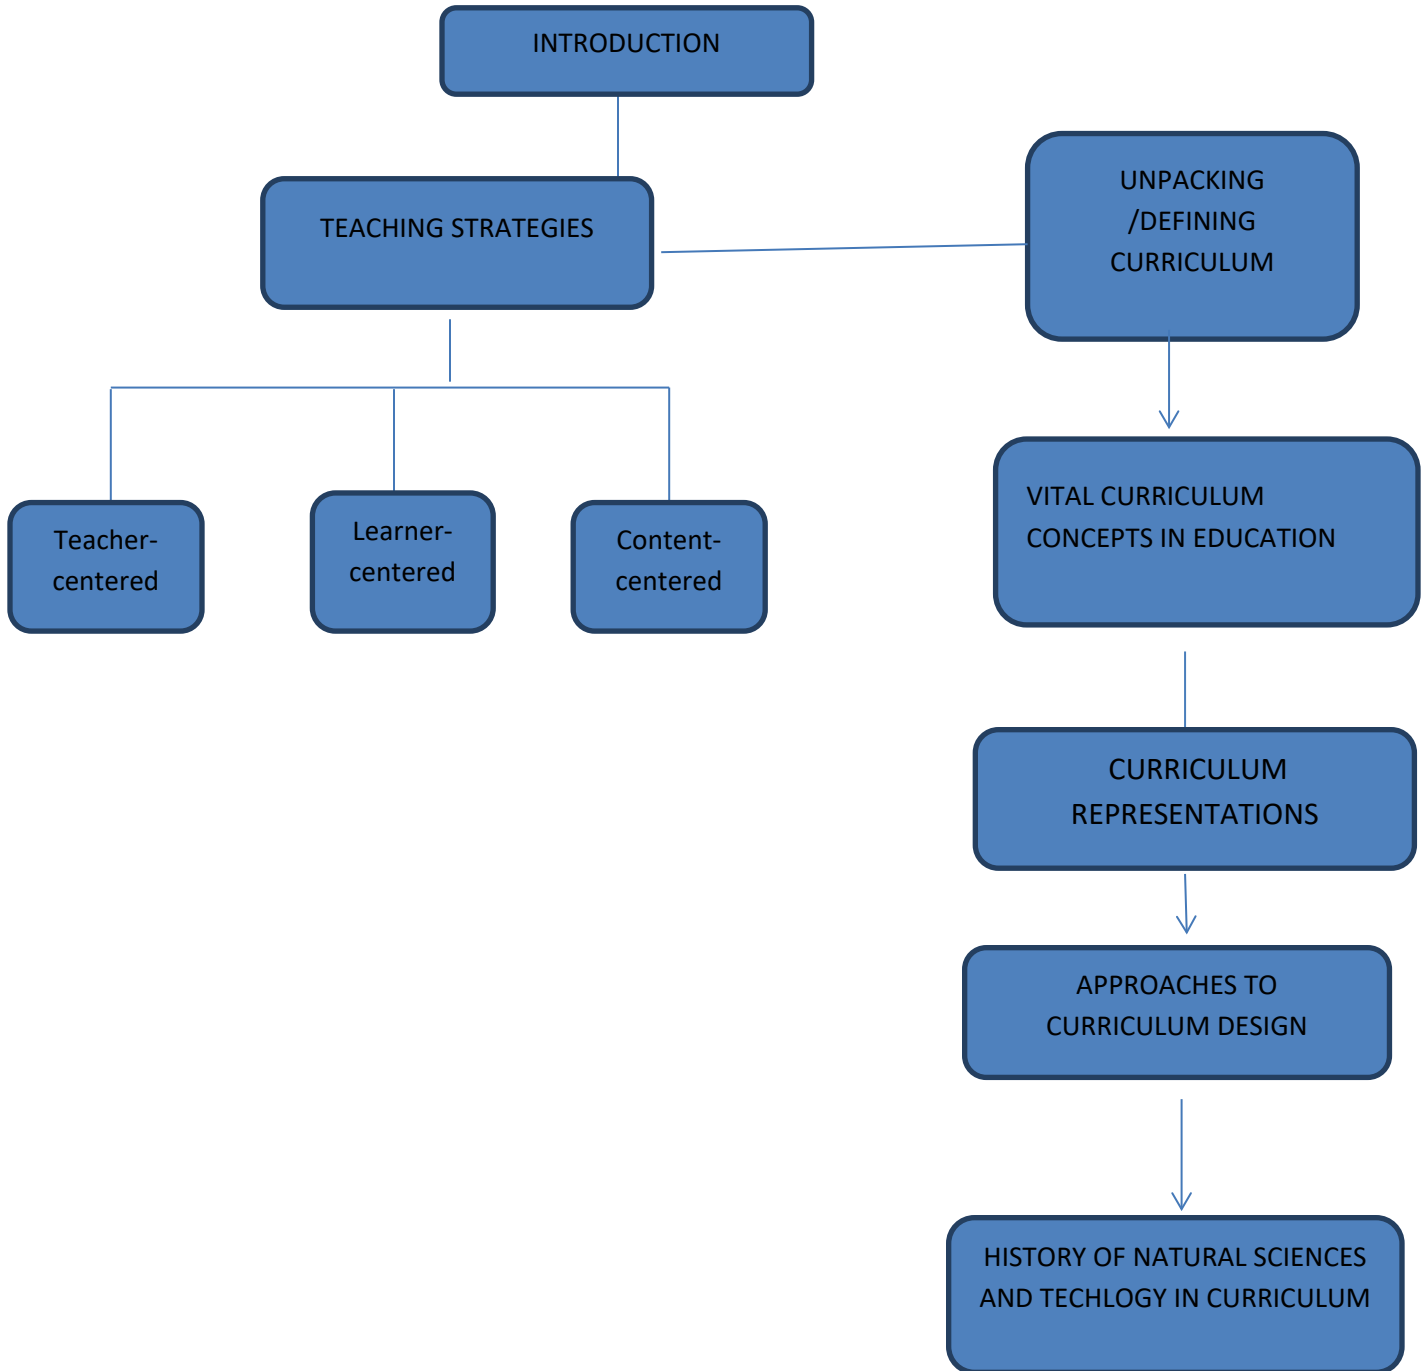 INTRODUCTION
TEACHING STRATEGIES
UNPACKING
/DEFINING
CURRICULUM
Teacher-
centered
Learner-
centered
Content-
centered
VITAL CURRICULUM
CONCEPTS IN EDUCATION
CURRICULUM
REPRESENTATIONS
APPROACHES TO
CURRICULUM DESIGN
HISTORY OF NATURAL SCIENCES
AND TECHLOGY IN CURRICULUM